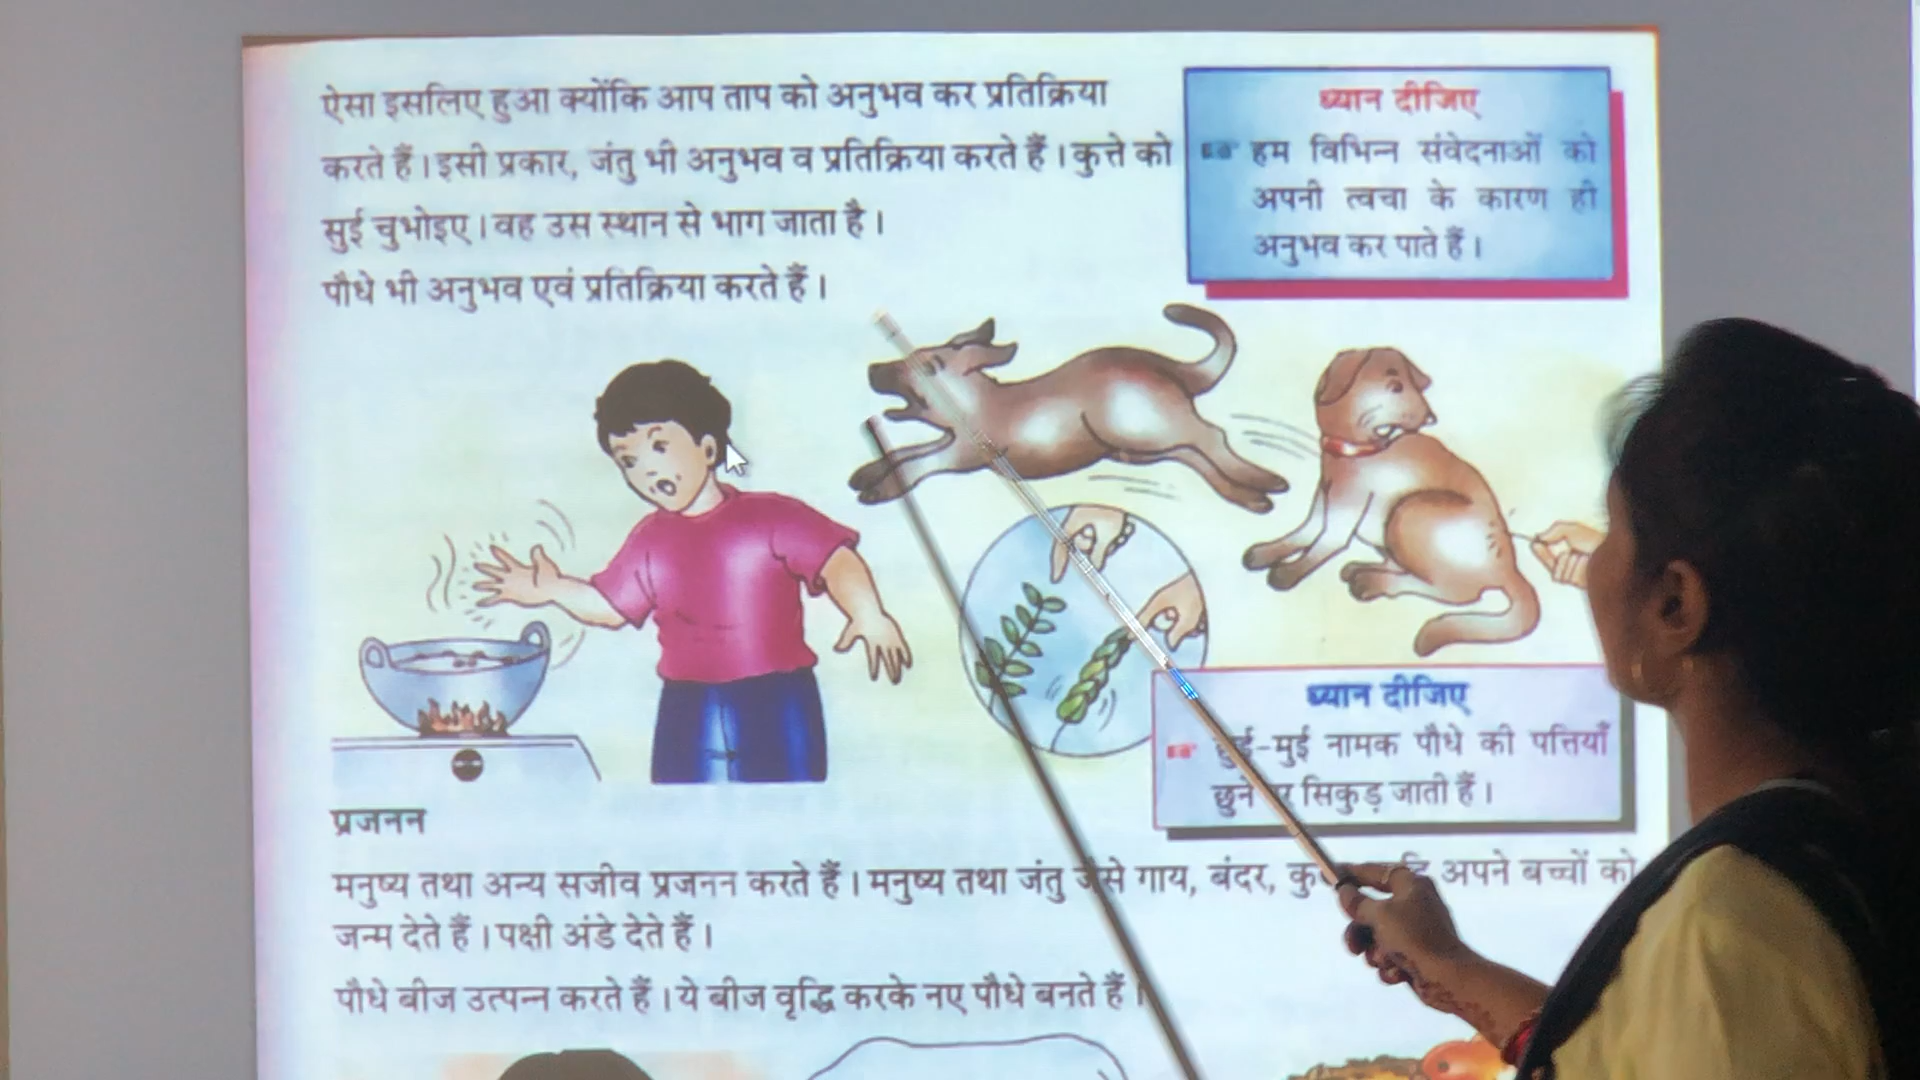 ऐसा इसलिए हुआ क्योंकि आप ताप को अनुभव कर प्रतिक्रिया
करते हैं। इसी प्रकार, जंतु भी अनुभव व प्रतिक्रिया करते हैं। कुत्ते को
सुई चुभोइए। वह उस स्थान से भाग जाता है।
पौधे भी अनुभव एवं प्रतिक्रिया करते हैं।
ध्यान दीजिए
हम विभिन्न संवेदनाओं को
अपनी त्वचा के कारण ही
अनुभव कर पाते हैं।
ध्यान दीजिए
नामक पौधे की पत्तियाँ
छूने सिकुड़ जाती हैं।
प्रजनन
मनुष्य तथा अन्य सजीव प्रजनन करते हैं। मनुष्य तथा जंतु जैसे गाय, बंदर, अपने बच्चों को
जन्म देते हैं। पक्षी अंडे देते हैं।
पौधे बीज उत्पन्न करते हैं। ये बीज वृद्धि करके नए पौधे बनते हैं।